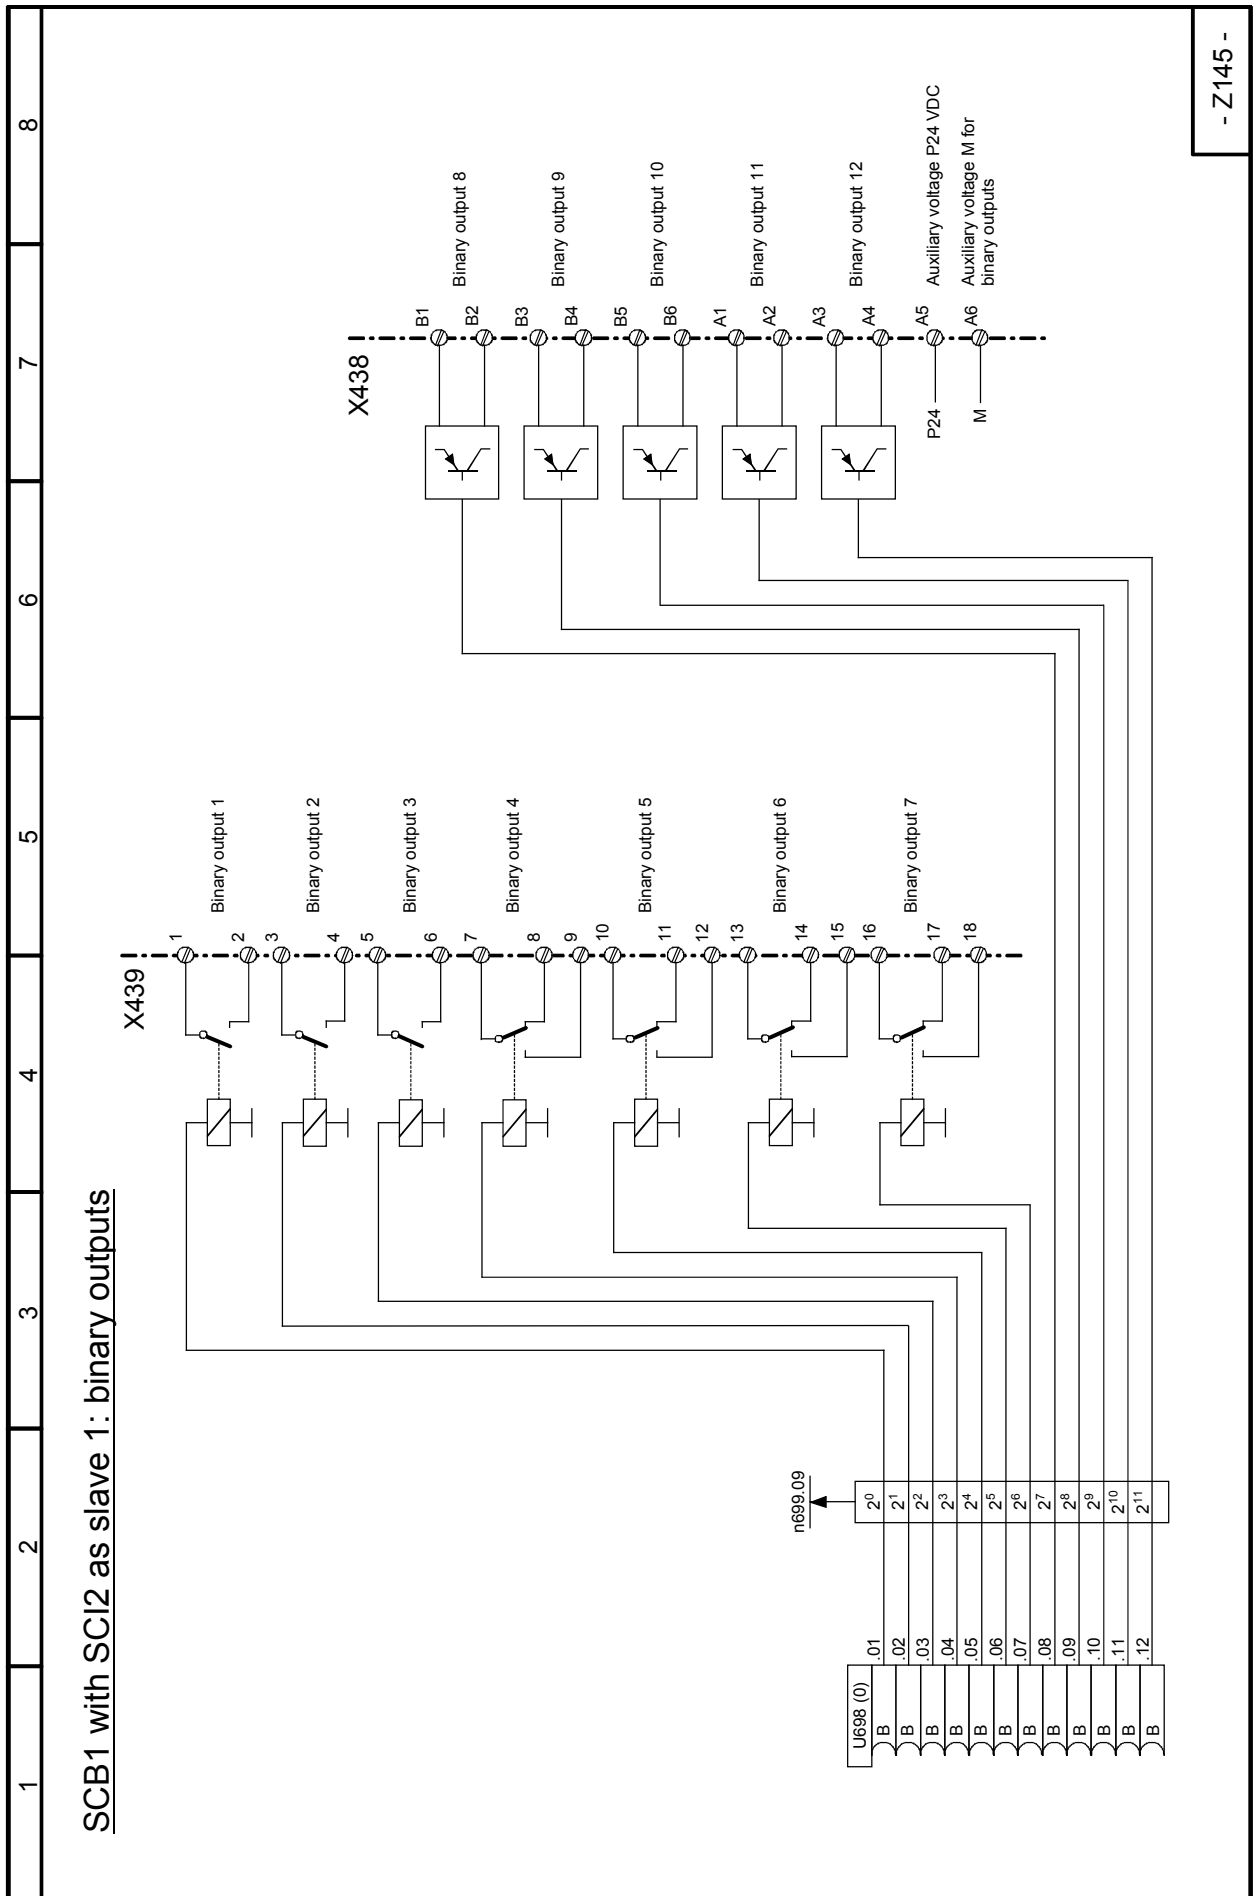 1 2 3 4 5 6 7 8
SCB1 with SCI2 as slave 1: binary outputs
X439
1
Binary output 1
2
3
Binary output 2
4
5
Binary output 3
6
7
Binary output 4
8
9
10
Binary output 5
11
12
13
Binary output 6
14
15
16
Binary output 7
17
18
X438
B1
Binary output 8
B2
B3
Binary output 9
B4
B5
Binary output 10
B6
A1
Binary output 11
A2
A3
Binary output 12
A4
P24 A5 Auxiliary voltage P24 VDC
M A6 Auxiliary voltage M for
binary outputs
n699.09
U698 (0)
B .01 2⁰
B .02 2¹
B .03 2²
B .04 2³
B .05 2⁴
B .06 2⁵
B .07 2⁶
B .08 2⁷
B .09 2⁸
B .10 2⁹
B .11 2¹⁰
B .12 2¹¹
- Z145 -